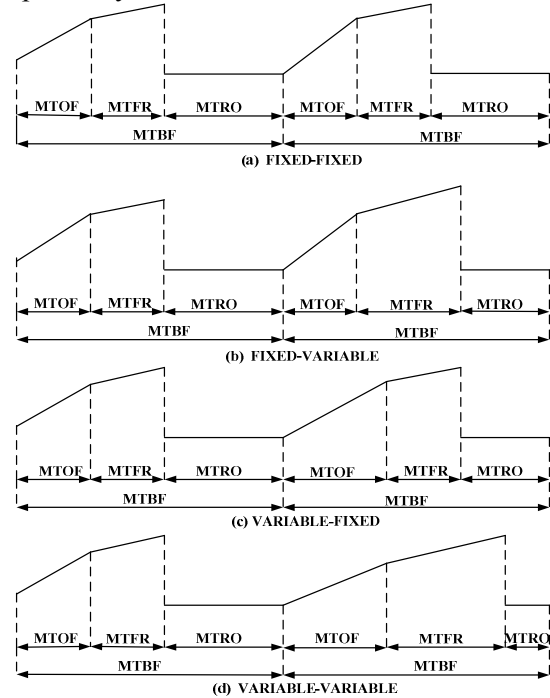 MTOF MTFR MTRO MTOF MTFR MTRO
MTBF MTBF
(a) FIXED-FIXED
MTOF MTFR MTRO MTOF MTFR MTRO
MTBF MTBF
(b) FIXED-VARIABLE
MTOF MTFR MTRO MTOF MTFR MTRO
MTBF MTBF
(c) VARIABLE-FIXED
MTOF MTFR MTRO MTOF MTFR MTRO
MTBF MTBF
(d) VARIABLE-VARIABLE